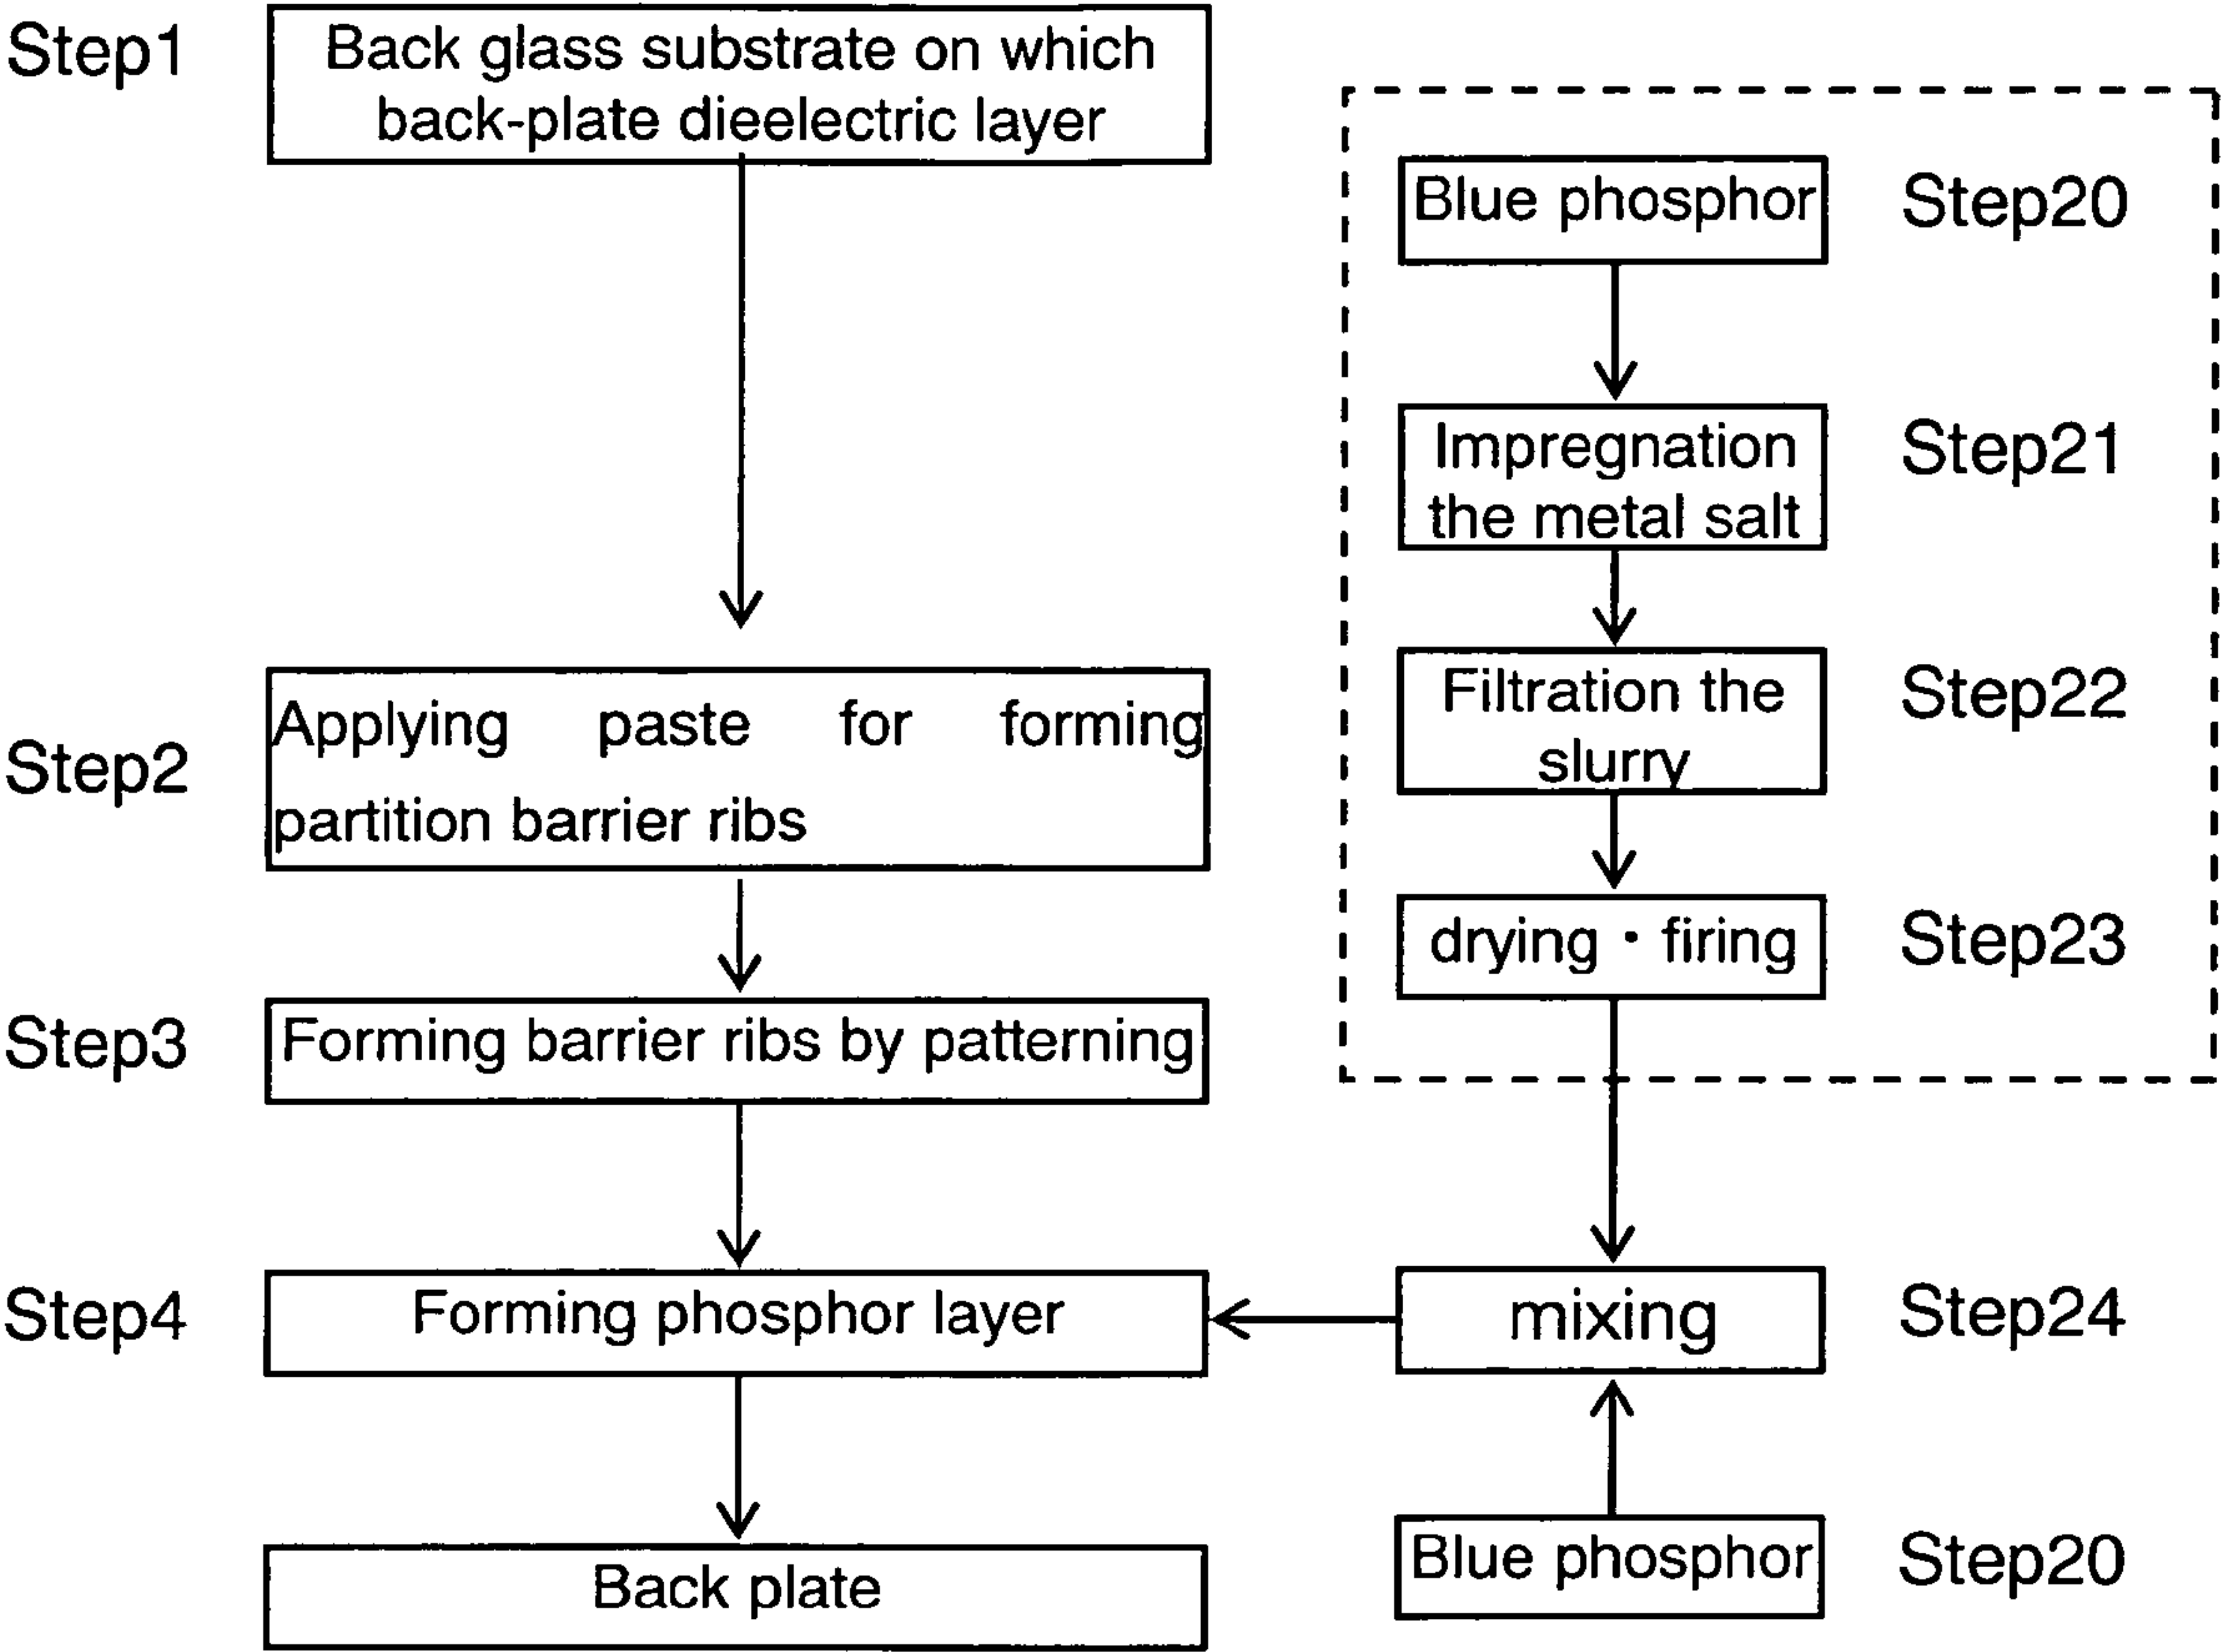 Step1
Back glass substrate on which
back-plate dieelectric layer
Step2
Applying paste for forming
partition barrier ribs
Step3
Forming barrier ribs by patterning
Step4
Forming phosphor layer
Back plate
Blue phosphor
Step20
Impregnation
the metal salt
Step21
Filtration the
slurry
Step22
drying・firing
Step23
mixing
Step24
Blue phosphor
Step20